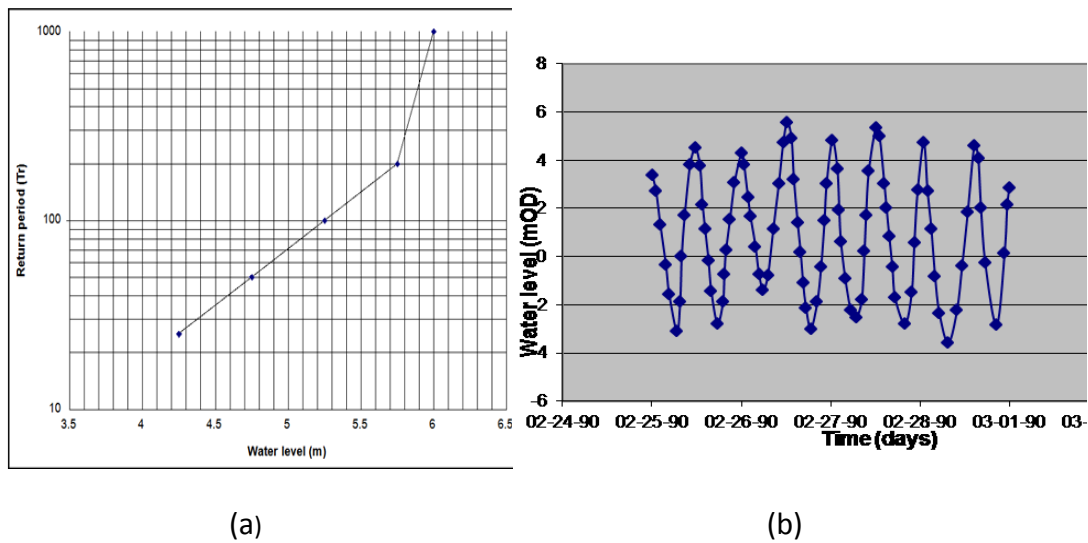 1000
100
10
Return period (Tr)
3.5 4 4.5 5 5.5 6 6.5
Water level (m)
8
6
4
2
0
-2
-4
-6
Water level (mOD)
02-24-90 02-25-90 02-26-90 02-27-90 02-28-90 03-01-90 03-
Time (days)
(a) (b)